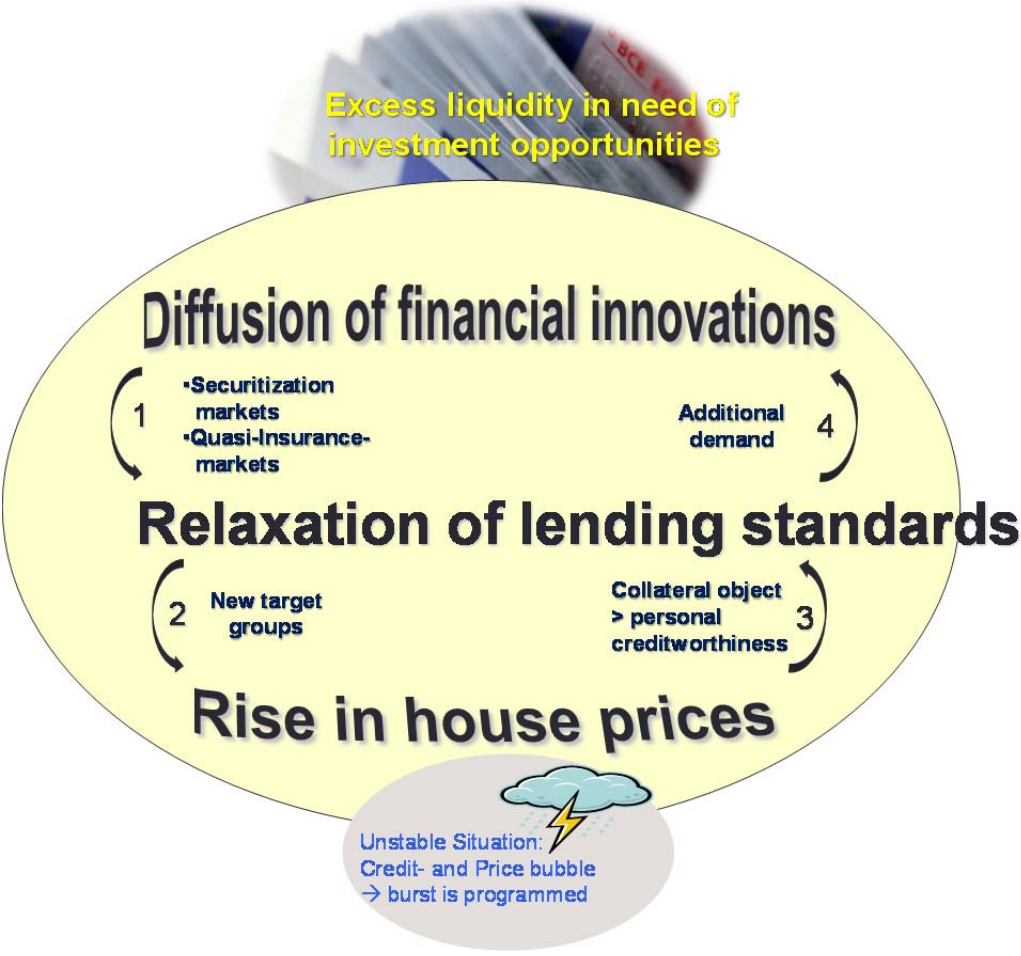 BCE E
Excess liquidity in need of
investment opportunities
Diffusion of financial innovations
1
▪Securitization
markets
▪Quasi-Insurance-
markets
Additional
demand
4
Relaxation of lending standards
2
New target
groups
Collateral object
> personal
creditworthiness
3
Rise in house prices
Unstable Situation:
Credit- and Price bubble
→ burst is programmed